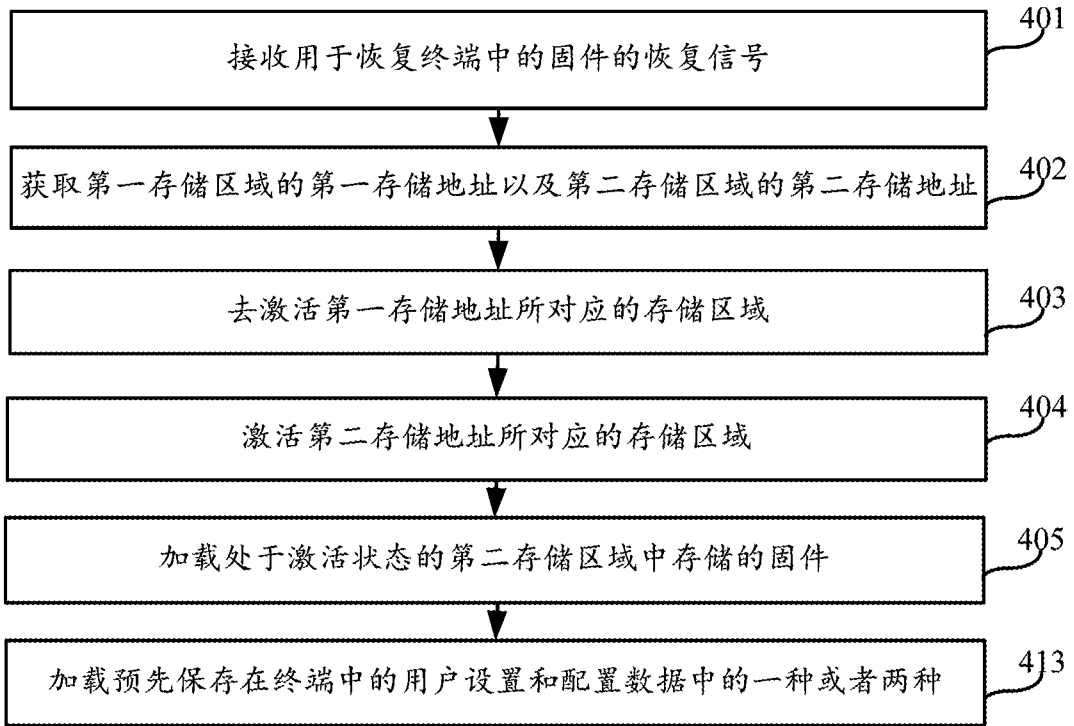 401
接收用于恢复终端中的固件的恢复信号
402
获取第一存储区域的第一存储地址以及第二存储区域的第二存储地址
403
去激活第一存储地址所对应的存储区域
404
激活第二存储地址所对应的存储区域
405
加载处于激活状态的第二存储区域中存储的固件
413
加载预先保存在终端中的用户设置和配置数据中的一种或者两种